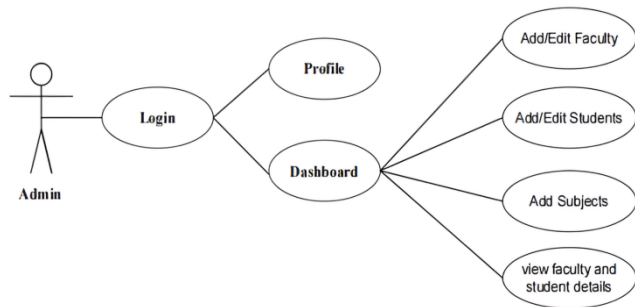 Admin
Login
Profile
Dashboard
Add/Edit Faculty
Add/Edit Students
Add Subjects
view faculty and
student details